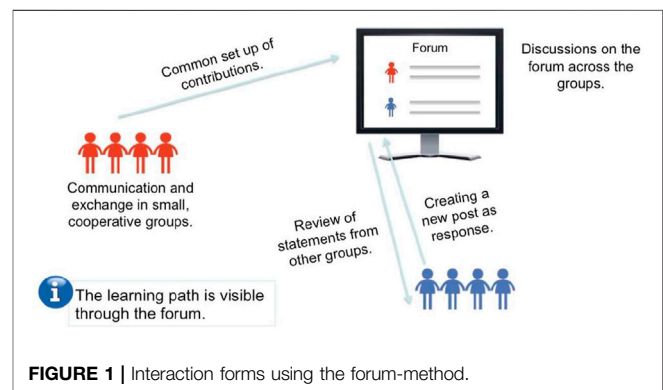 Common set up of
contributions.
Forum
Discussions on the
forum across the
groups.
Communication and
exchange in small,
cooperative groups.
Review of
statements from
other groups.
Creating a
new post as
response.
i
The learning path is visible
through the forum.
FIGURE 1 | Interaction forms using the forum-method.